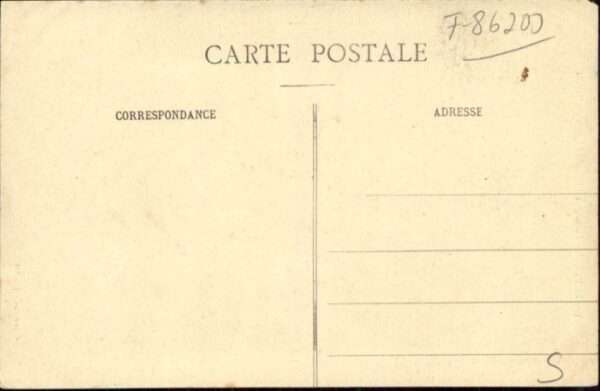 F-86200
CARTE POSTALE
CORRESPONDANCE
ADRESSE
S